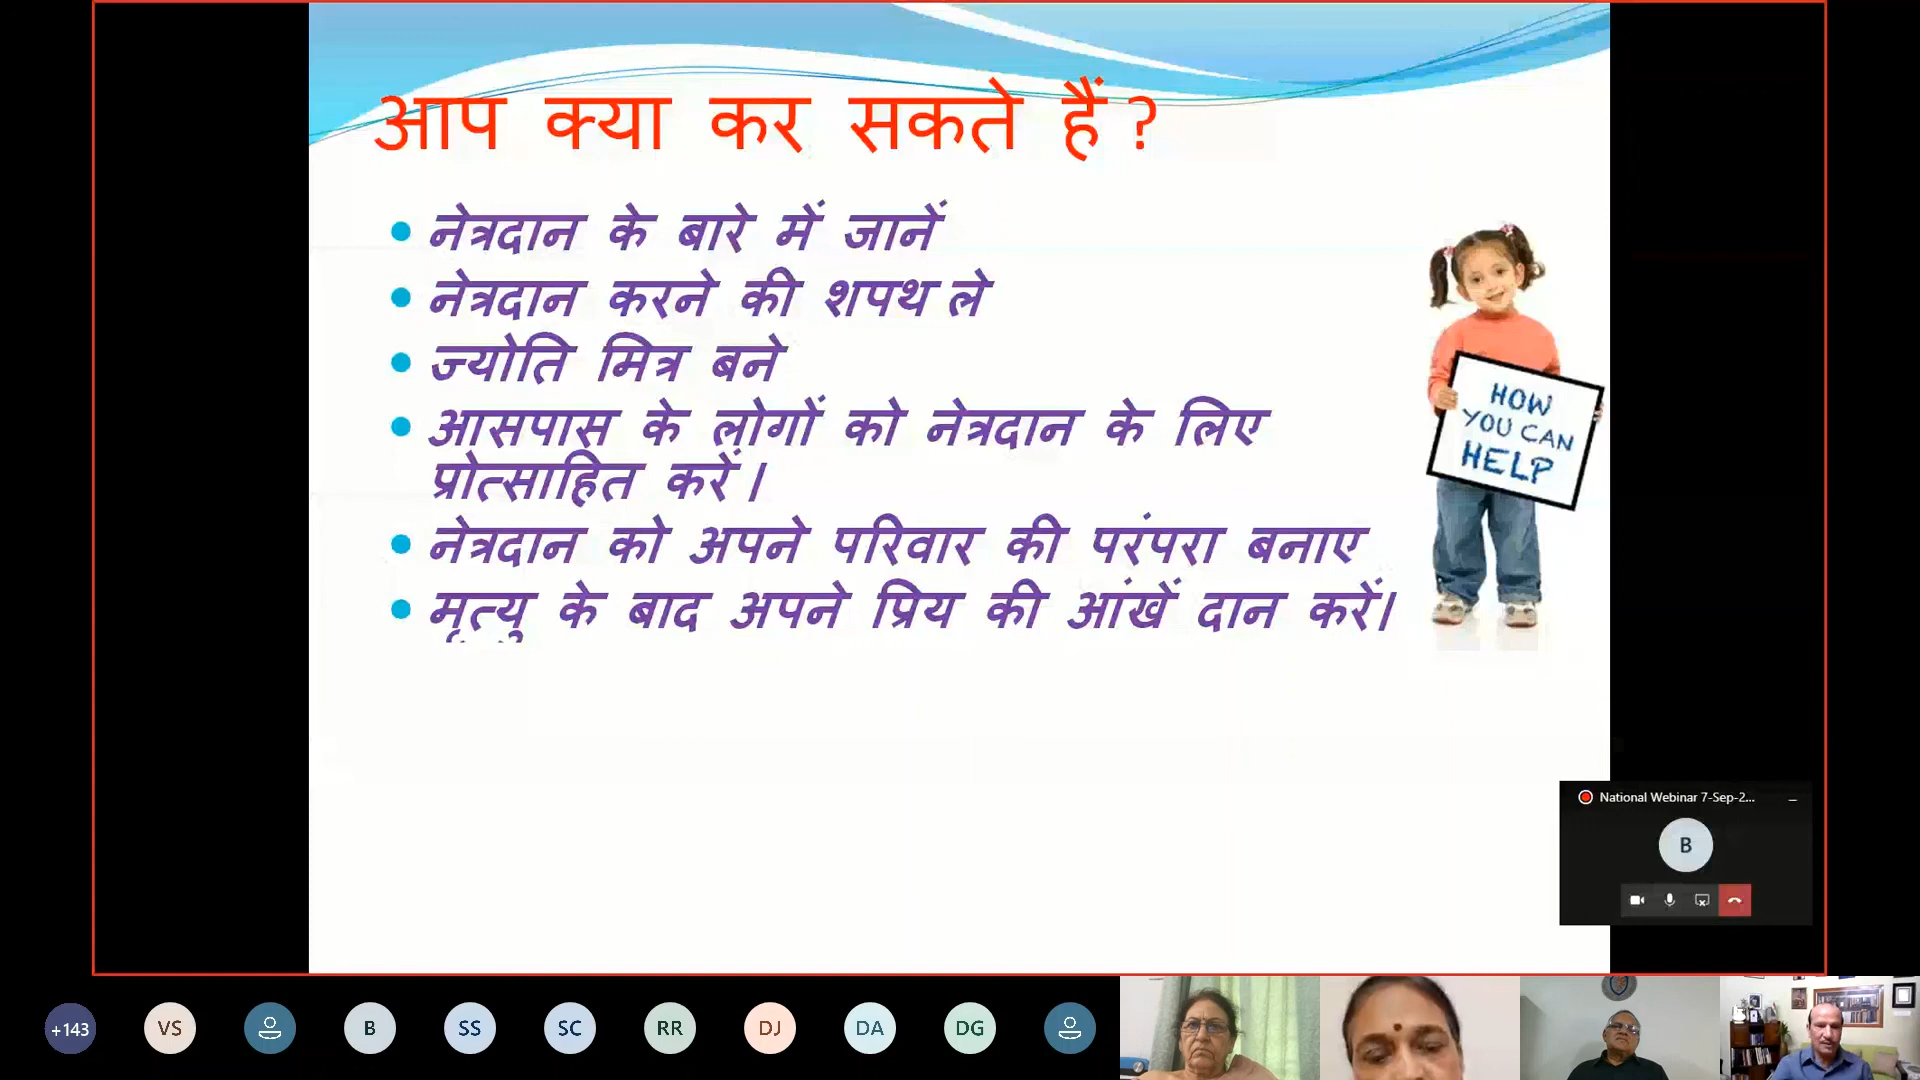 आप क्या कर सकते हैं ?
नेत्रदान के बारे में जानें
नेत्रदान करने की शपथ ले
ज्योति मित्र बने
आसपास के लोगों को नेत्रदान के लिए
प्रोत्साहित करें।
नेत्रदान को अपने परिवार की परंपरा बनाए
मृत्यु के बाद अपने प्रिय की आंखें दान करें।
HOW
YOU CAN
HELP
National Webinar 7-Sep-2...
B
+143
VS
B
SS
SC
RR
DJ
DA
DG